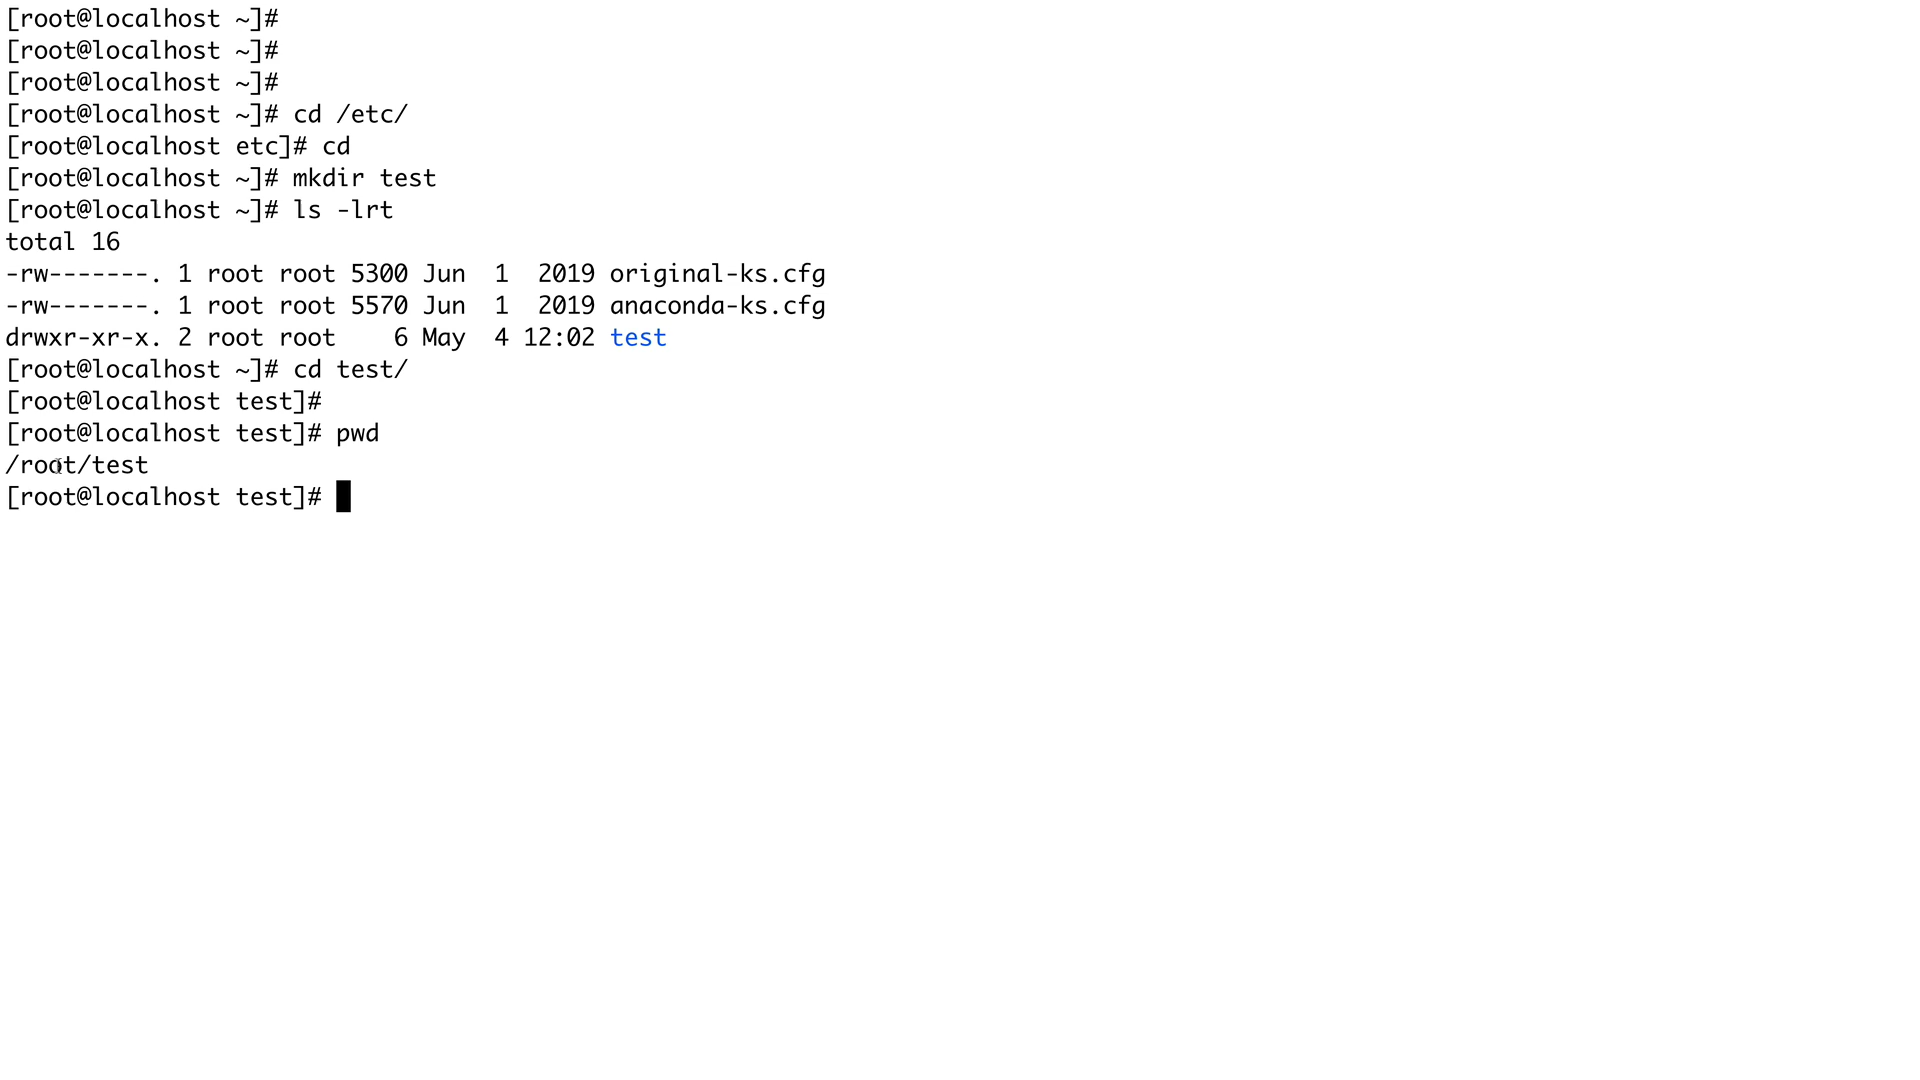 [root@localhost ~]#
[root@localhost ~]#
[root@localhost ~]#
[root@localhost ~]# cd /etc/
[root@localhost etc]# cd
[root@localhost ~]# mkdir test
[root@localhost ~]# ls -lrt
total 16
-rw-------. 1 root root 5300 Jun  1  2019 original-ks.cfg
-rw-------. 1 root root 5570 Jun  1  2019 anaconda-ks.cfg
drwxr-xr-x. 2 root root    6 May  4 12:02 test
[root@localhost ~]# cd test/
[root@localhost test]#
[root@localhost test]# pwd
/root/test
[root@localhost test]#